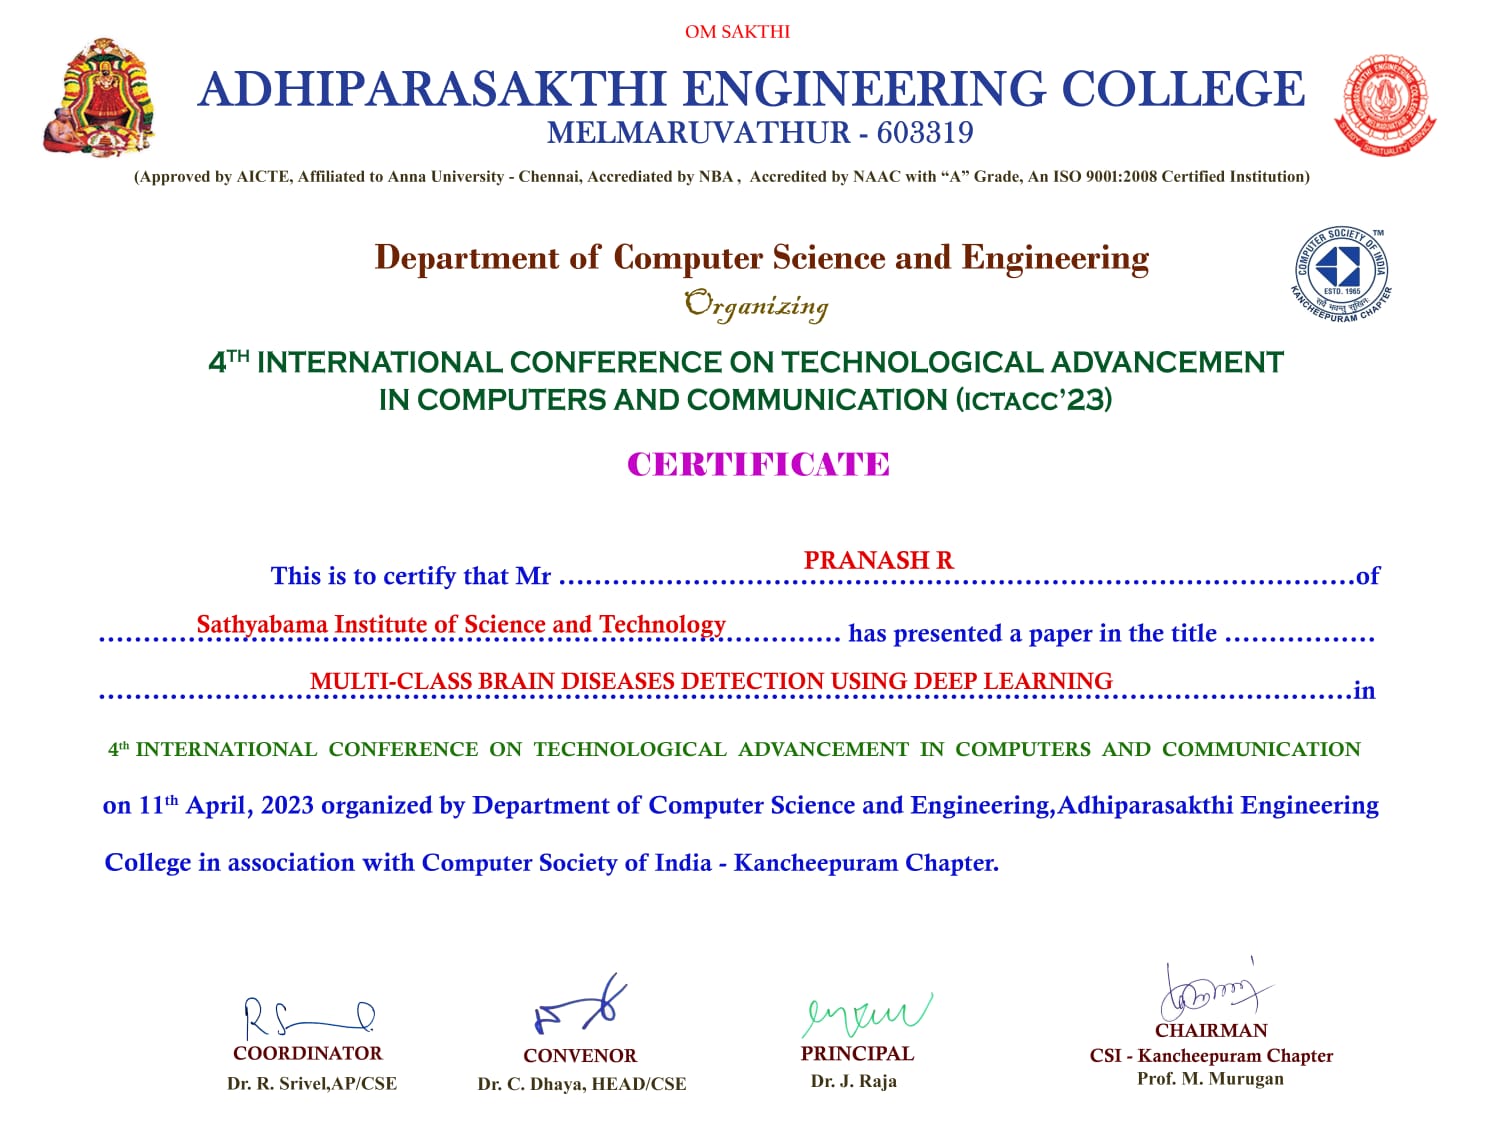 OM SAKTHI
ADHIPARASAKTHI ENGINEERING COLLEGE
MELMARUVATHUR - 603319
(Approved by AICTE, Affiliated to Anna University - Chennai, Accrediated by NBA , Accredited by NAAC with “A” Grade, An ISO 9001:2008 Certified Institution)
COMPUTER SOCIETY OF INDIA TM
ESTD. 1965
KANCHEEPURAM CHAPTER
Department of Computer Science and Engineering
Organizing
4TH INTERNATIONAL CONFERENCE ON TECHNOLOGICAL ADVANCEMENT
IN COMPUTERS AND COMMUNICATION (ICTACC’23)
CERTIFICATE
This is to certify that Mr PRANASH R of
Sathyabama Institute of Science and Technology has presented a paper in the title
MULTI-CLASS BRAIN DISEASES DETECTION USING DEEP LEARNING in
4th INTERNATIONAL CONFERENCE ON TECHNOLOGICAL ADVANCEMENT IN COMPUTERS AND COMMUNICATION
on 11th April, 2023 organized by Department of Computer Science and Engineering,Adhiparasakthi Engineering
College in association with Computer Society of India - Kancheepuram Chapter.
COORDINATOR
Dr. R. Srivel,AP/CSE
CONVENOR
Dr. C. Dhaya, HEAD/CSE
PRINCIPAL
Dr. J. Raja
CHAIRMAN
CSI - Kancheepuram Chapter
Prof. M. Murugan